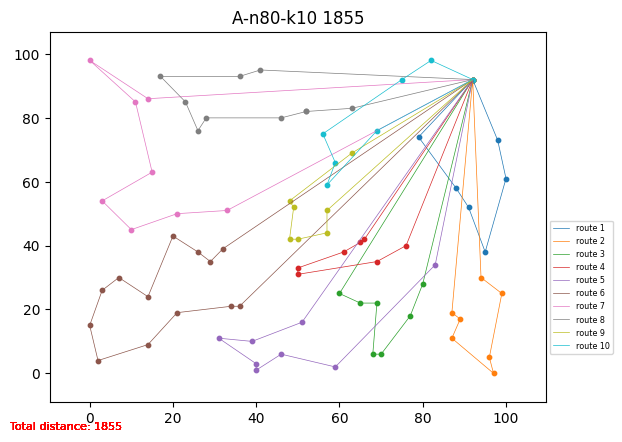 A-n80-k10 1855
100
80
60
40
20
0
0 20 40 60 80 100
route 1
route 2
route 3
route 4
route 5
route 6
route 7
route 8
route 9
route 10
Total distance: 1855